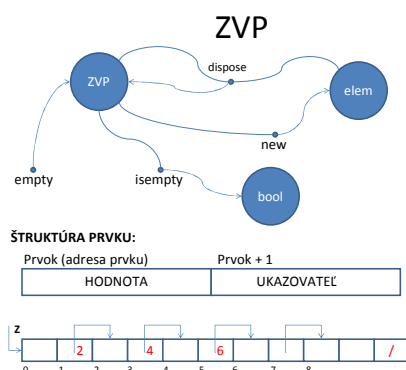 ZVP
dispose
ZVP
elem
new
empty
isempty
bool
ŠTRUKTÚRA PRVKU:
Prvok (adresa prvku) Prvok + 1
HODNOTA UKAZOVATEĽ
z
2 4 6 /
0 1 2 3 4 5 6 7 8